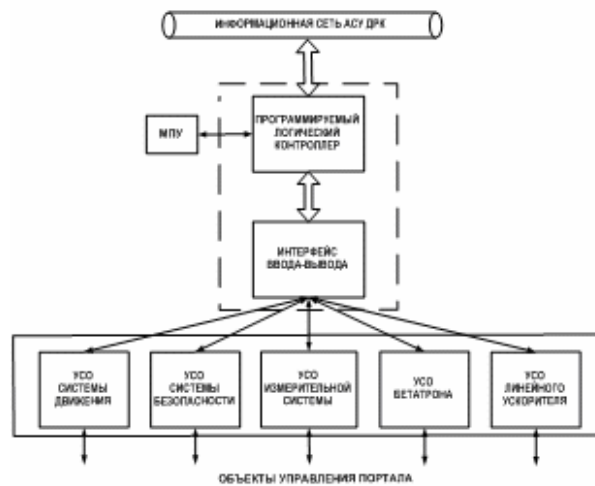 ИНФОРМАЦИОННАЯ СЕТЬ АСУ ДРК
МПУ
ПРОГРАММИРУЕМЫЙ
ЛОГИЧЕСКИЙ
КОНТРОЛЛЕР
ИНТЕРФЕЙС
ВВОДА-ВЫВОДА
УСО
СИСТЕМЫ
ДВИЖЕНИЯ
УСО
СИСТЕМЫ
БЕЗОПАСНОСТИ
УСО
ИЗМЕРИТЕЛЬНОЙ
СИСТЕМЫ
УСО
БЕТАТРОНА
УСО
ЛИНЕЙНОГО
УСКОРИТЕЛЯ
ОБЪЕКТЫ УПРАВЛЕНИЯ ПОРТАЛА